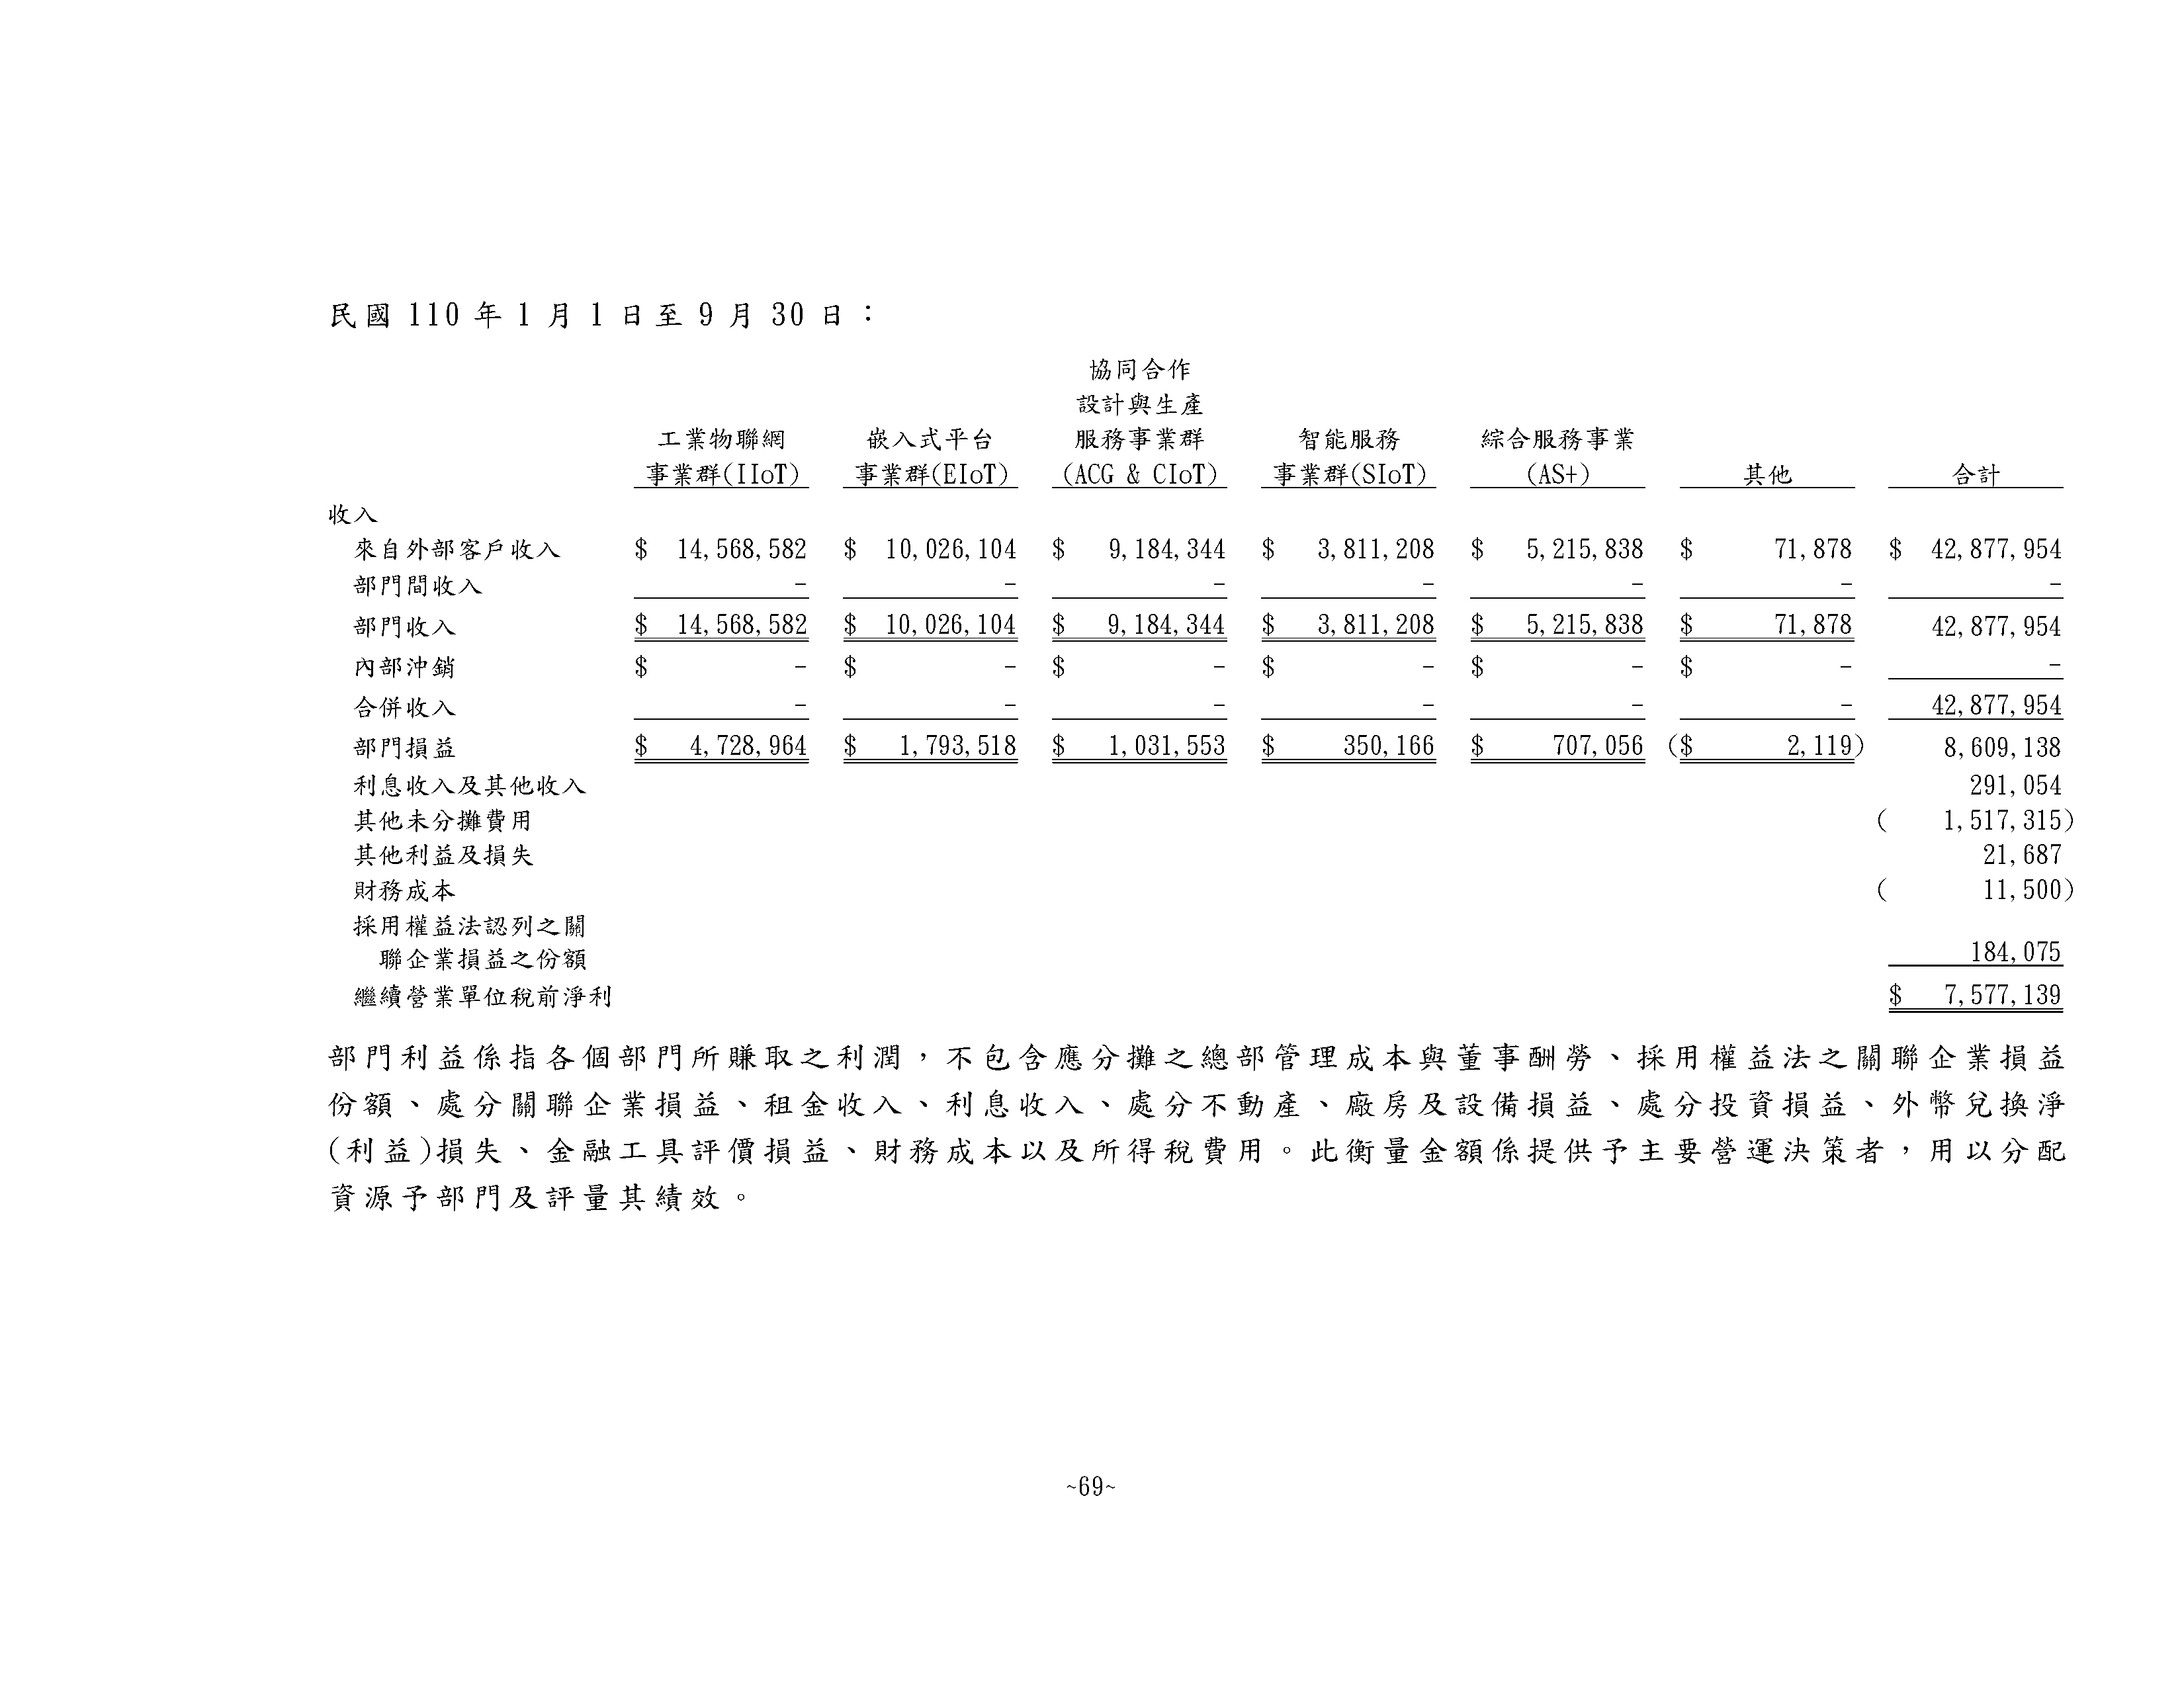 民國 110 年 1 月 1 日至 9 月 30 日：
協同合作
設計與生產
工業物聯網 嵌入式平台 服務事業群 智能服務 綜合服務事業
事業群(IIoT) 事業群(EIoT) (ACG & CIoT) 事業群(SIoT) (AS+) 其他 合計
收入
來自外部客戶收入 $ 14,568,582 $ 10,026,104 $ 9,184,344 $ 3,811,208 $ 5,215,838 $ 71,878 $ 42,877,954
部門間收入 - - - - - - -
部門收入 $ 14,568,582 $ 10,026,104 $ 9,184,344 $ 3,811,208 $ 5,215,838 $ 71,878 42,877,954
內部沖銷 $ - $ - $ - $ - $ - $ - -
合併收入 - - - - - - 42,877,954
部門損益 $ 4,728,964 $ 1,793,518 $ 1,031,553 $ 350,166 $ 707,056 ($ 2,119) 8,609,138
利息收入及其他收入 291,054
其他未分攤費用 ( 1,517,315)
其他利益及損失 21,687
財務成本 ( 11,500)
採用權益法認列之關
聯企業損益之份額 184,075
繼續營業單位稅前淨利 $ 7,577,139
部門利益係指各個部門所賺取之利潤，不包含應分攤之總部管理成本與董事酬勞、採用權益法之關聯企業損益
份額、處分關聯企業損益、租金收入、利息收入、處分不動產、廠房及設備損益、處分投資損益、外幣兌換淨
(利益)損失、金融工具評價損益、財務成本以及所得稅費用。此衡量金額係提供予主要營運決策者，用以分配
資源予部門及評量其績效。
~69~